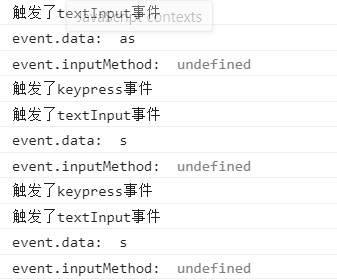 触发了textInput事件
JavaScript contexts
event.data:  as
event.inputMethod:  undefined
触发了keypress事件
触发了textInput事件
event.data:  s
event.inputMethod:  undefined
触发了keypress事件
触发了textInput事件
event.data:  s
event.inputMethod:  undefined